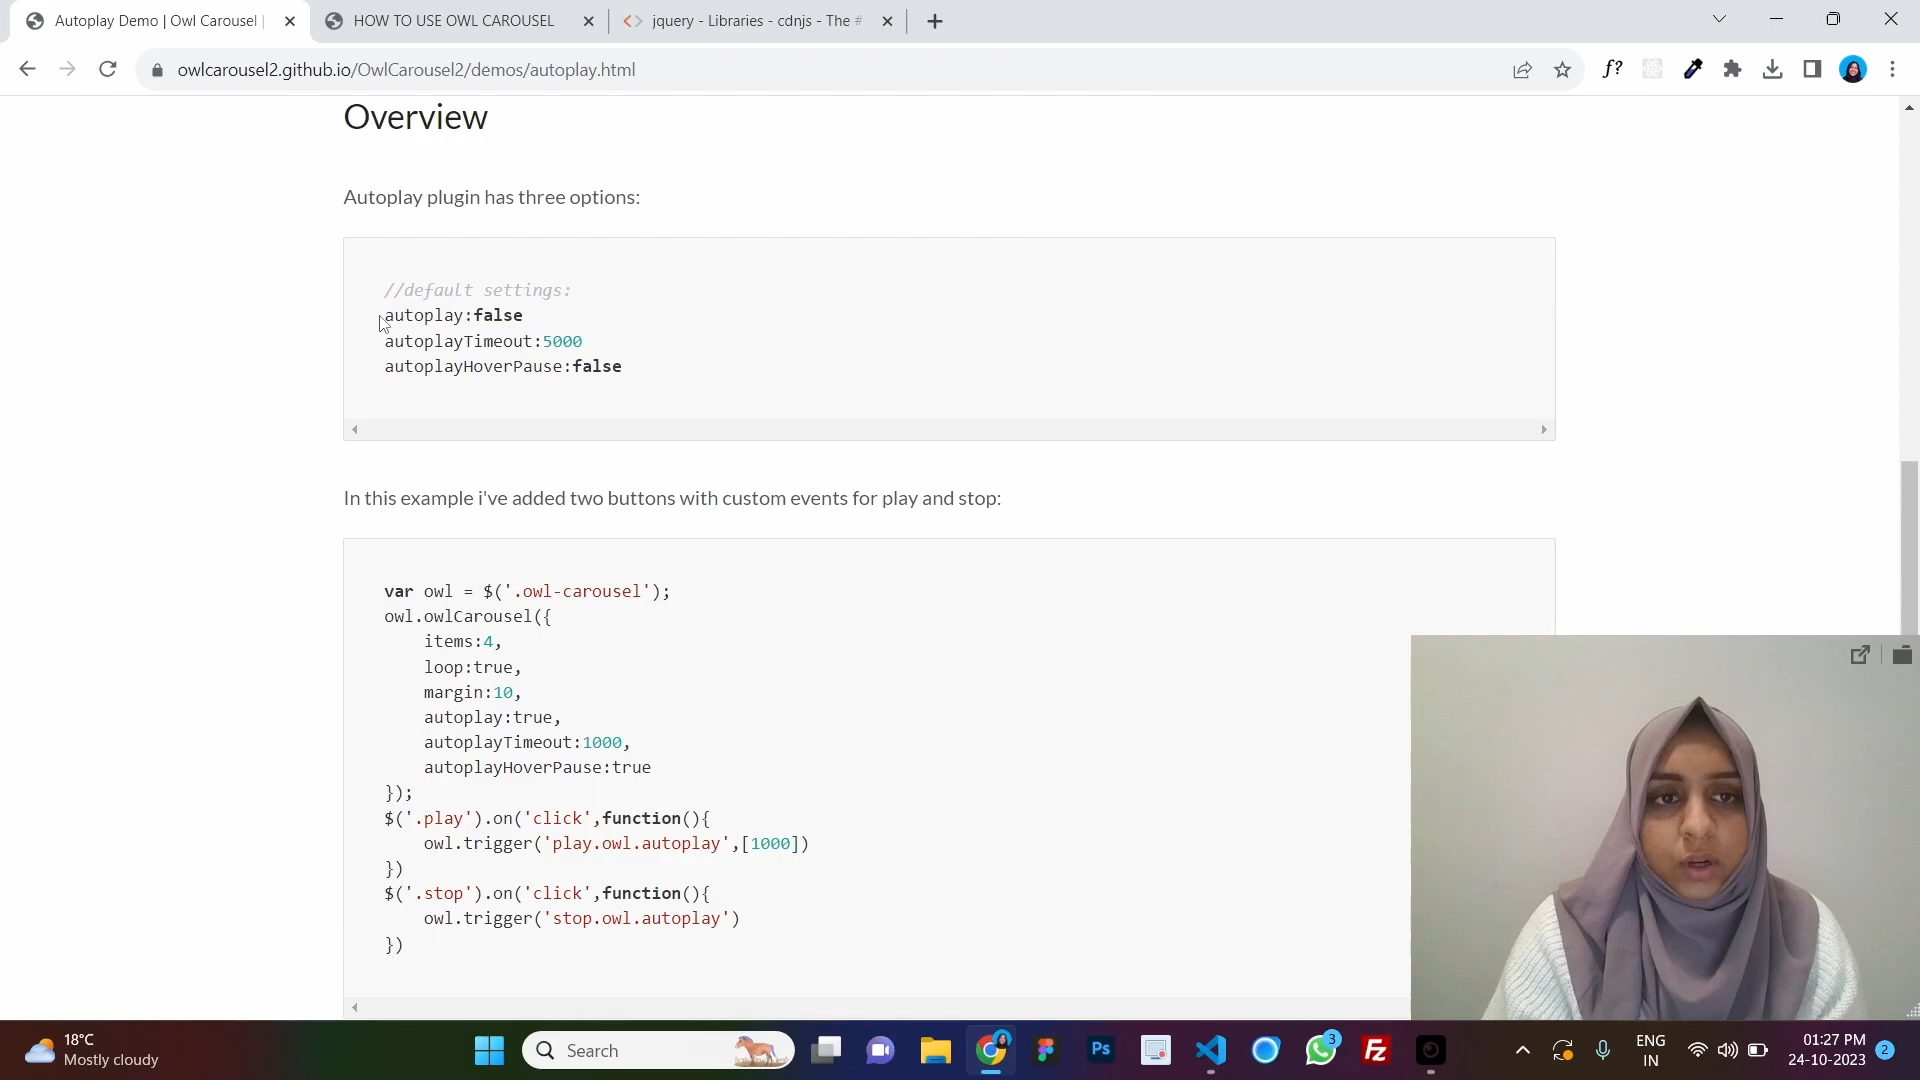 Autoplay Demo | Owl Carousel |
HOW TO USE OWL CAROUSEL
jquery - Libraries - cdnjs - The #
owlcarousel2.github.io/OwlCarousel2/demos/autoplay.html
f?
Overview
Autoplay plugin has three options:
//default settings:
autoplay:false
autoplayTimeout:5000
autoplayHoverPause:false
In this example i've added two buttons with custom events for play and stop:
var owl = $('.owl-carousel');
owl.owlCarousel({
    items:4,
    loop:true,
    margin:10,
    autoplay:true,
    autoplayTimeout:1000,
    autoplayHoverPause:true
});
$('.play').on('click',function(){
    owl.trigger('play.owl.autoplay',[1000])
})
$('.stop').on('click',function(){
    owl.trigger('stop.owl.autoplay')
})
18°C
Mostly cloudy
Search
Ps
3
Fz
ENG
IN
01:27 PM
24-10-2023
2